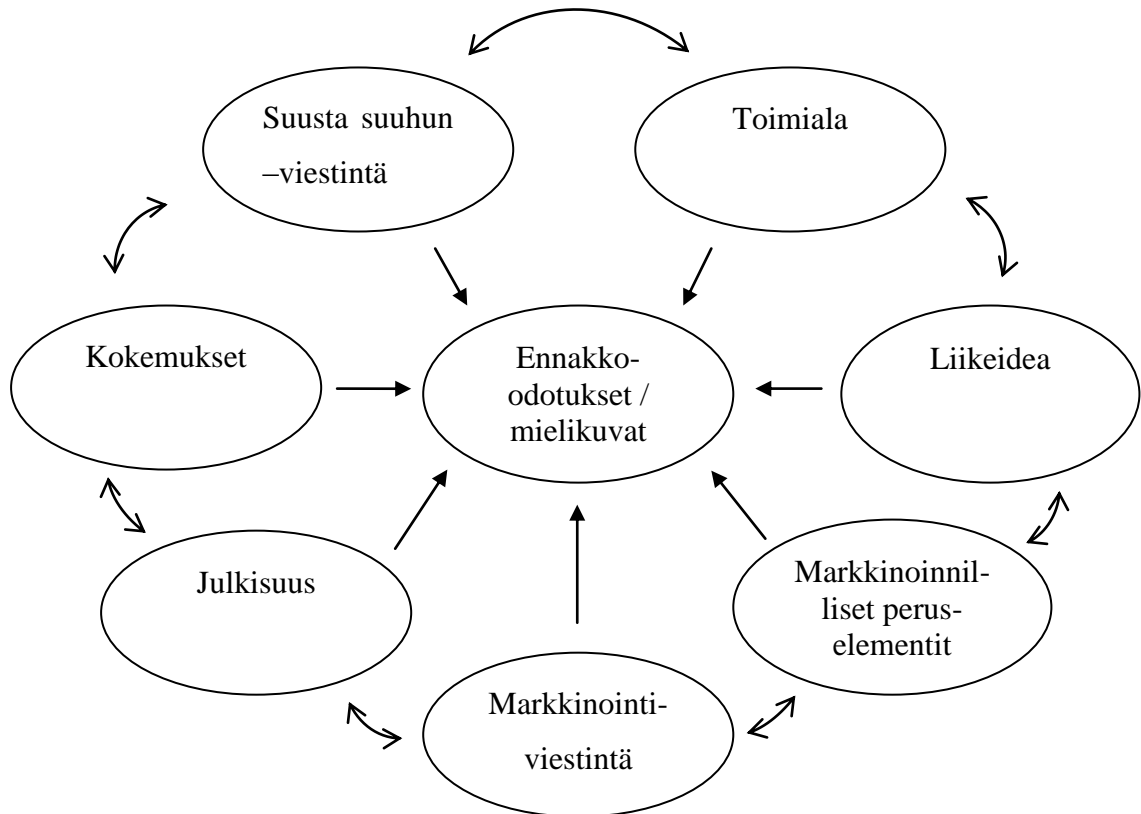 Suusta suuhun
–viestintä
Toimiala
Kokemukset
Ennakko-
odotukset /
mielikuvat
Liikeidea
Julkisuus
Markkinoinnil-
liset perus-
elementit
Markkinointi-
viestintä